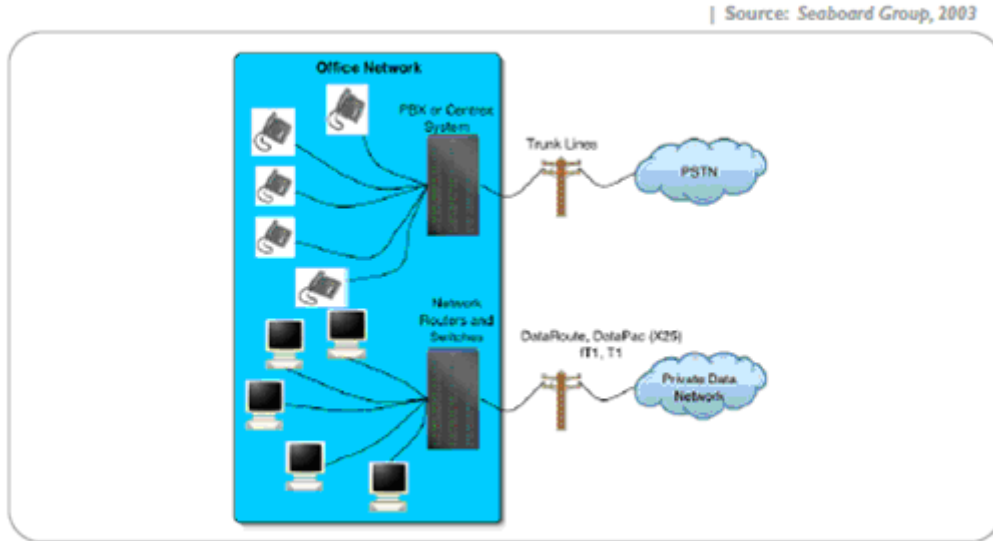 | Source: Seaboard Group, 2003
Office Network
PBX or Centrex
System
Trunk Lines
PSTN
Network
Routers and
Switches
DataRoute, DataPac (X25)
fT1, T1
Private Data
Network